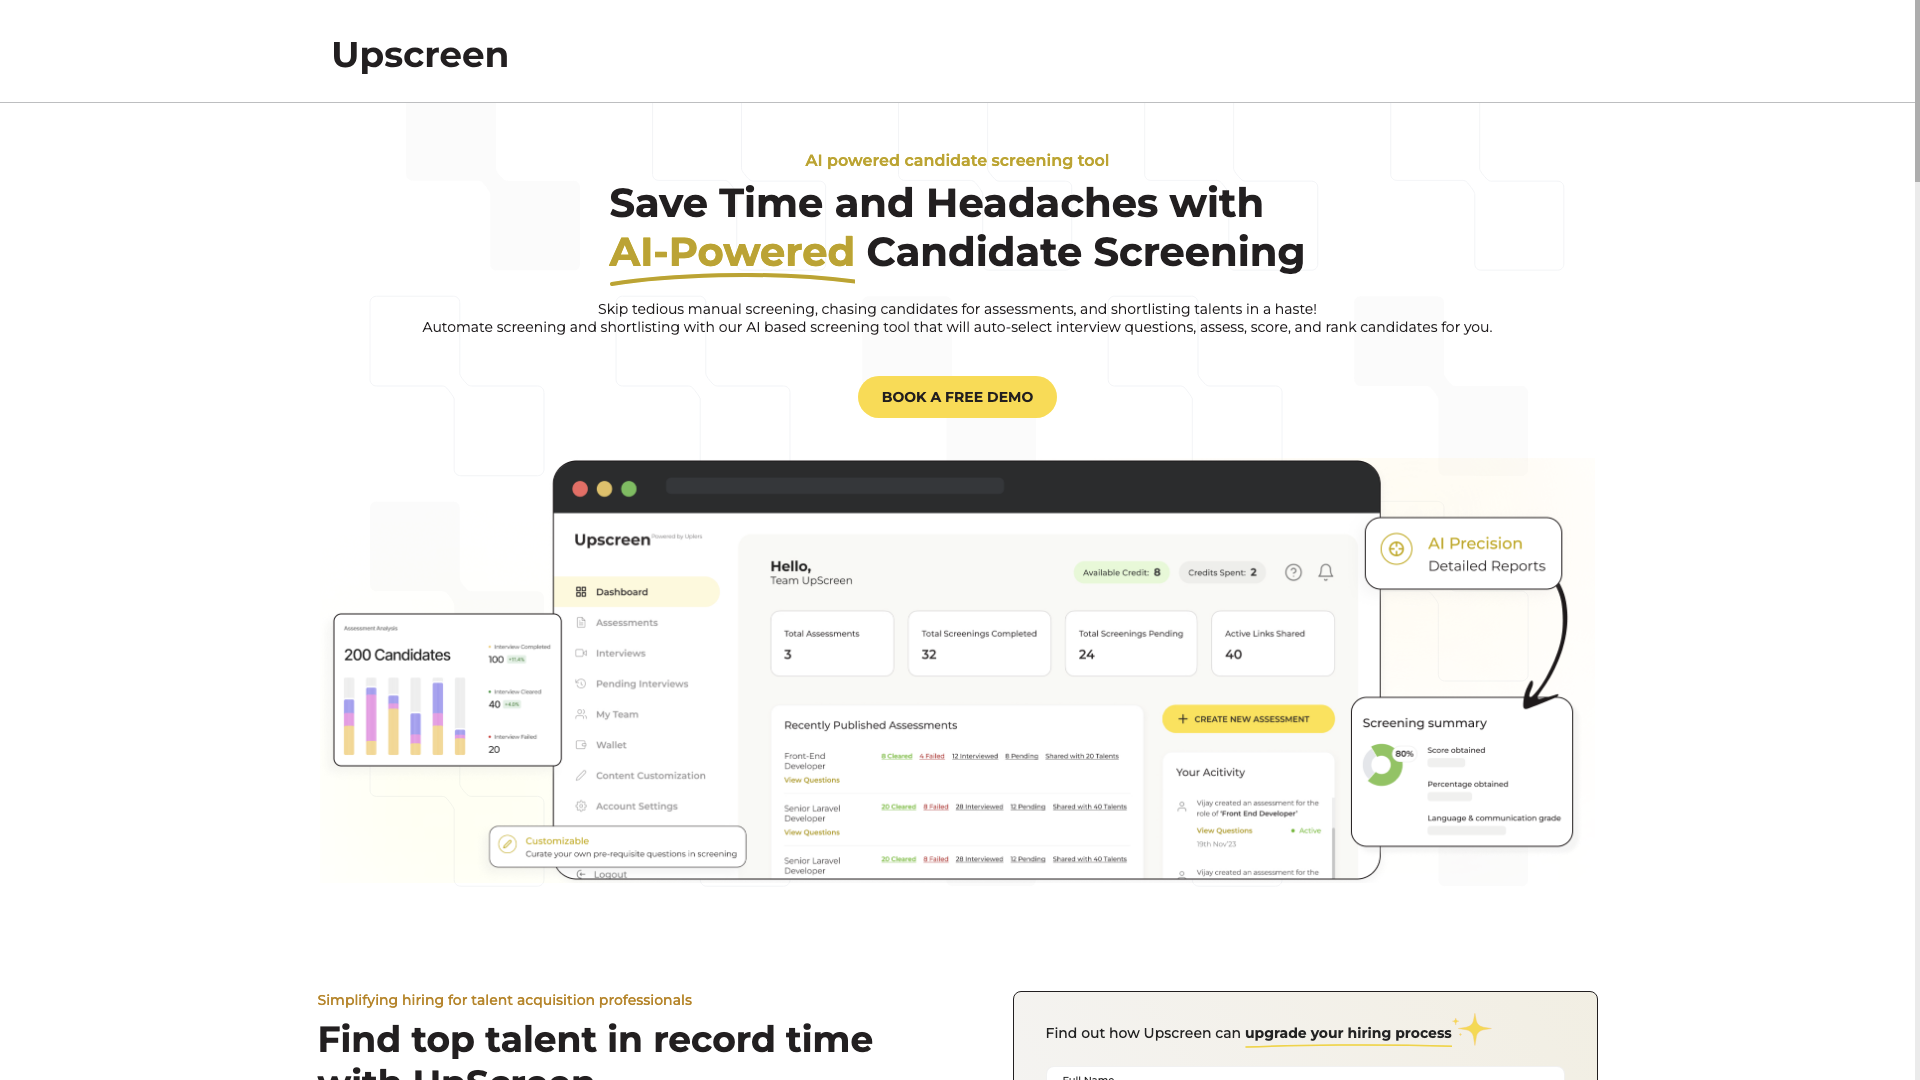 Upscreen
AI powered candidate screening tool
Save Time and Headaches with
AI-Powered Candidate Screening
Skip tedious manual screening, chasing candidates for assessments, and shortlisting talents in a haste!
Automate screening and shortlisting with our AI based screening tool that will auto-select interview questions, assess, score, and rank candidates for you.
BOOK A FREE DEMO
Upscreen Powered by Uplers
Hello,
Team UpScreen
Available Credit: 8
Credits Spent: 2
Dashboard
Assessments
Interviews
Pending Interviews
My Team
Wallet
Content Customization
Account Settings
Logout
Total Assessments
3
Total Screenings Completed
32
Total Screenings Pending
24
Active Links Shared
40
Recently Published Assessments
Front-End
Developer
View Questions
8 Cleared 4 Failed 12 Interviewed 8 Pending Shared with 20 Talents
Senior Laravel
Developer
View Questions
20 Cleared 8 Failed 28 Interviewed 12 Pending Shared with 40 Talents
Senior Laravel
Developer
20 Cleared 8 Failed 28 Interviewed 12 Pending Shared with 40 Talents
+ CREATE NEW ASSESSMENT
Your Acitivity
Vijay created an assessment for the
role of 'Front End Developer'
View Questions
Active
19th Nov'23
Vijay created an assessment for the
Assessment Analysis
200 Candidates
Interview Completed
100 +11.4%
Interview Cleared
40 +4.9%
Interview Failed
20
Customizable
Curate your own pre-requisite questions in screening
AI Precision
Detailed Reports
Screening summary
80%
Score obtained
Percentage obtained
Language & communication grade
Simplifying hiring for talent acquisition professionals
Find top talent in record time
with UpScreen
Find out how Upscreen can upgrade your hiring process
Full Name